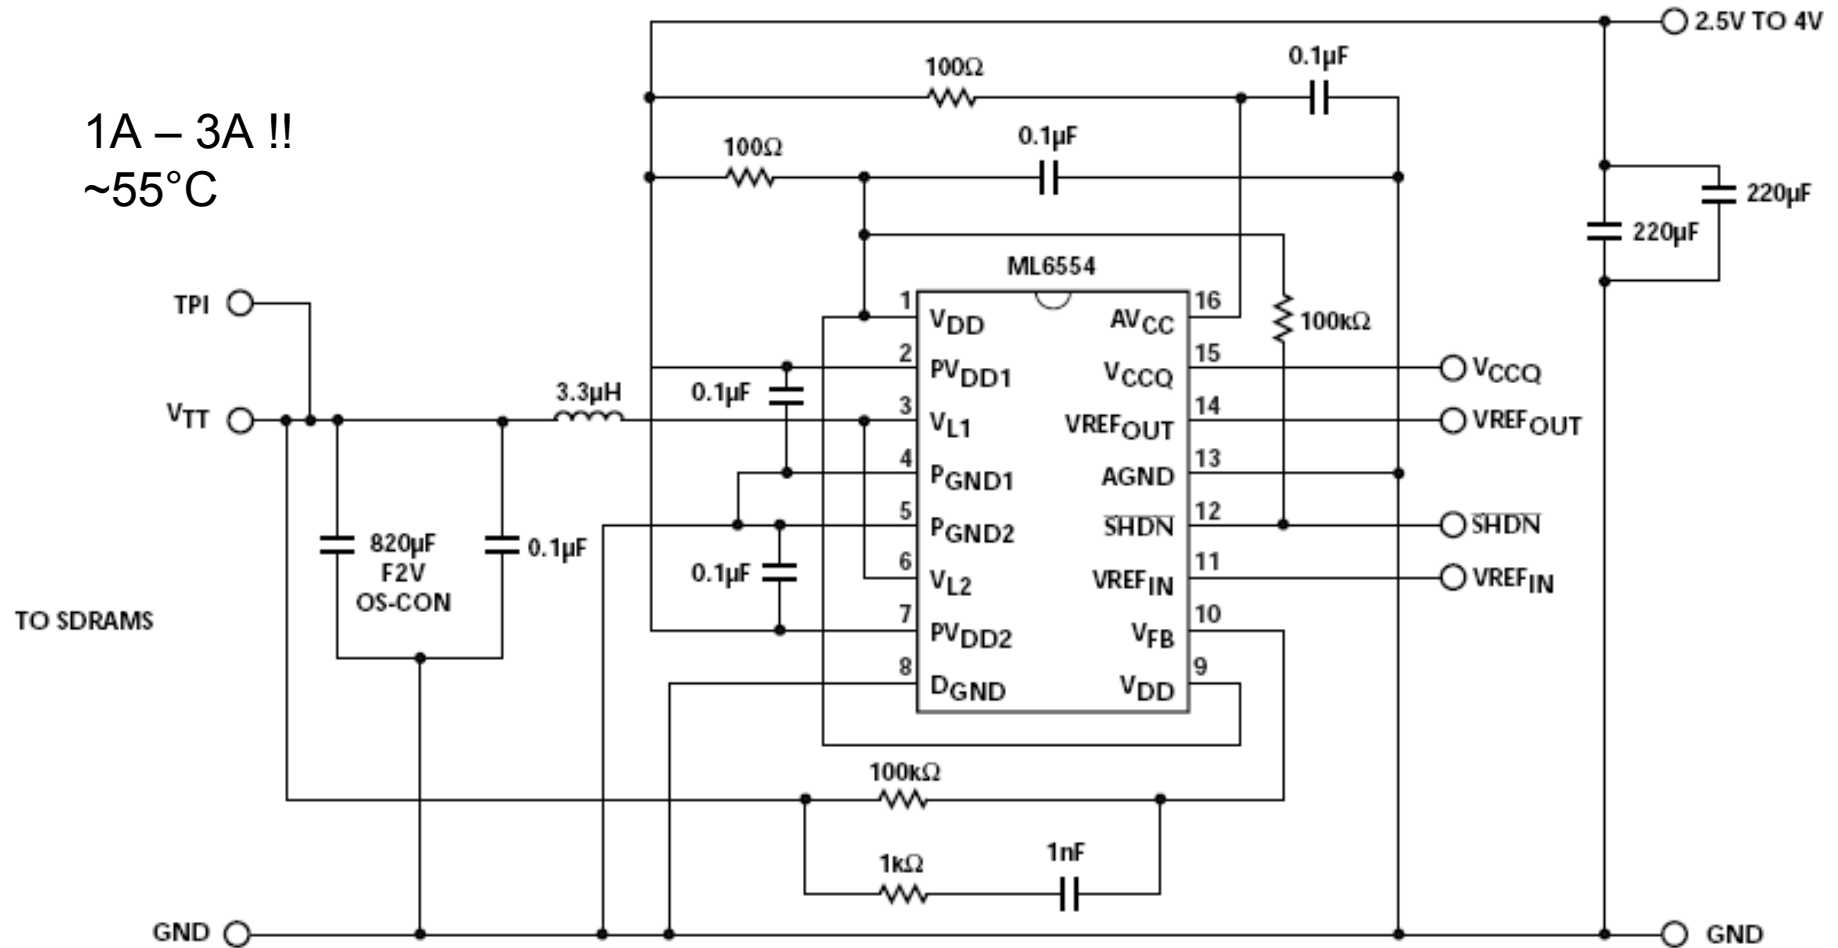 2.5V TO 4V
0.1µF
100Ω
1A – 3A !!
~55°C
0.1µF
100Ω
220µF
220µF
ML6554
TPI
1
VDD
16
AVCC
100kΩ
2
PVDD1
15
VCCQ
VCCQ
0.1µF
3.3µH
VTT
3
VL1
14
VREFOUT
VREFOUT
4
PGND1
13
AGND
5
PGND2
12
SHDN
SHDN
820µF
F2V
OS-CON
0.1µF
0.1µF
6
VL2
11
VREFIN
VREFIN
TO SDRAMS
7
PVDD2
10
VFB
8
DGND
9
VDD
100kΩ
1kΩ
1nF
GND
GND